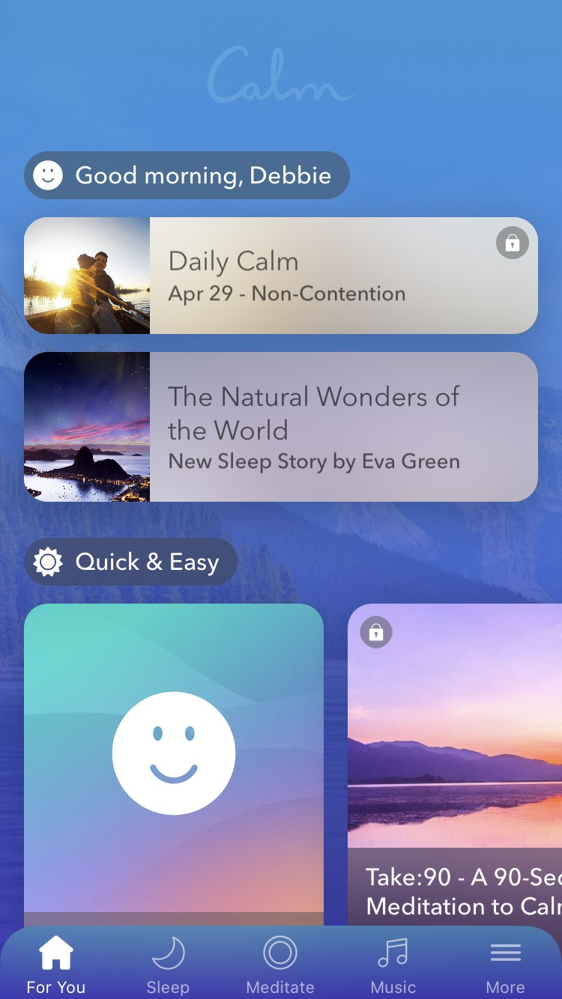 Calm
Good morning, Debbie
Daily Calm
Apr 29 - Non-Contention
The Natural Wonders of
the World
New Sleep Story by Eva Green
Quick & Easy
Take:90 - A 90-Sec
Meditation to Cal
For You
Sleep
Meditate
Music
More